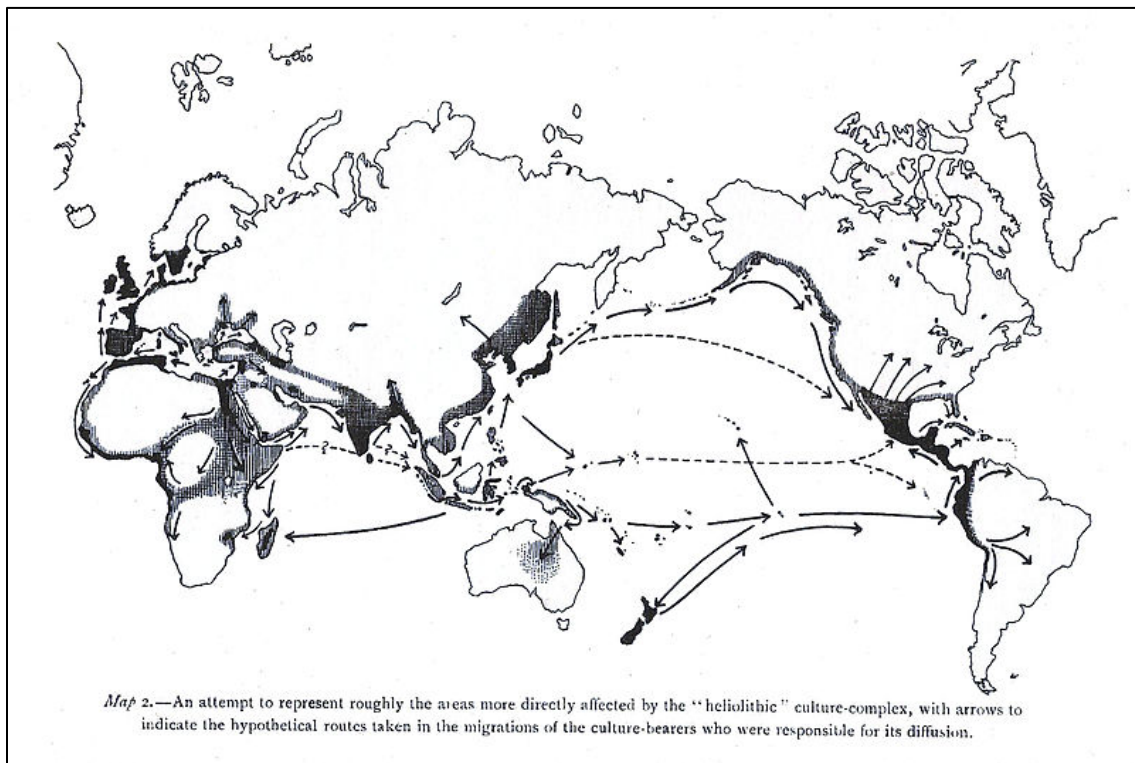 ?
Map 2.—An attempt to represent roughly the areas more directly affected by the “heliolithic” culture-complex, with arrows to
indicate the hypothetical routes taken in the migrations of the culture-bearers who were responsible for its diffusion.